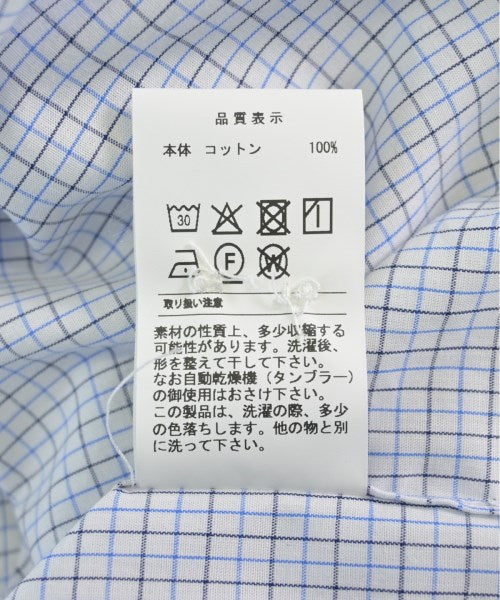 品質表示
本体 コットン 100%
30
F W
取り扱い注意
素材の性質上、多少収縮する
可能性があります。洗濯後、
形を整えて干して下さい。
なお自動乾燥機（タンブラー）
の御使用はおさけ下さい。
この製品は、洗濯の際、多少
の色落ちします。他の物と別
に洗って下さい。